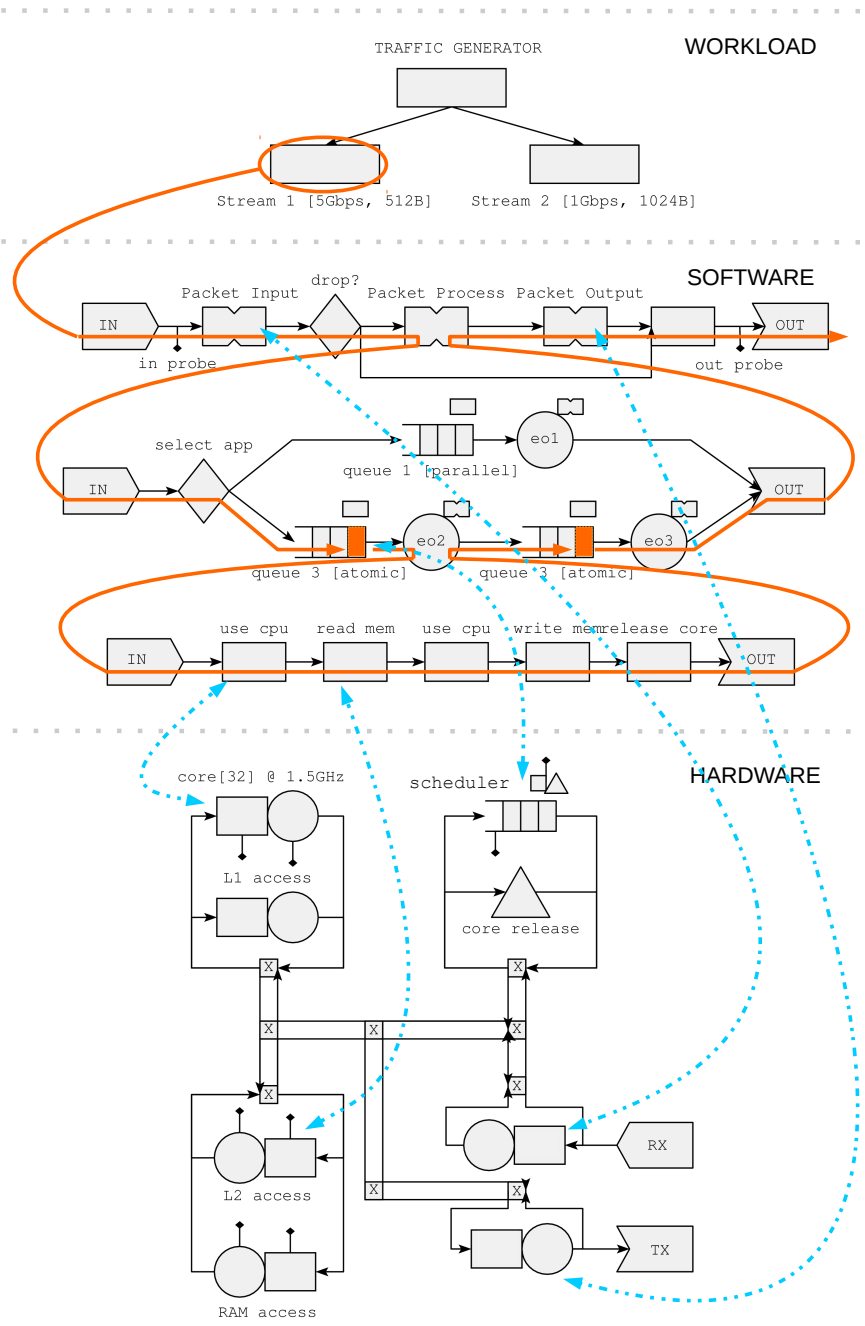 WORKLOAD
TRAFFIC GENERATOR
Stream 1 [5Gbps, 512B]
Stream 2 [1Gbps, 1024B]
SOFTWARE
drop?
Packet Input
Packet Process
Packet Output
IN
OUT
in probe
out probe
select app
eo1
queue 1 [parallel]
IN
OUT
eo2
eo3
queue 3 [atomic]
queue 3 [atomic]
use cpu
read mem
use cpu
write mem
release core
IN
OUT
HARDWARE
core[32] @ 1.5GHz
scheduler
L1 access
core release
X
X
X
X
X
X
X
RX
L2 access
X
X
TX
RAM access